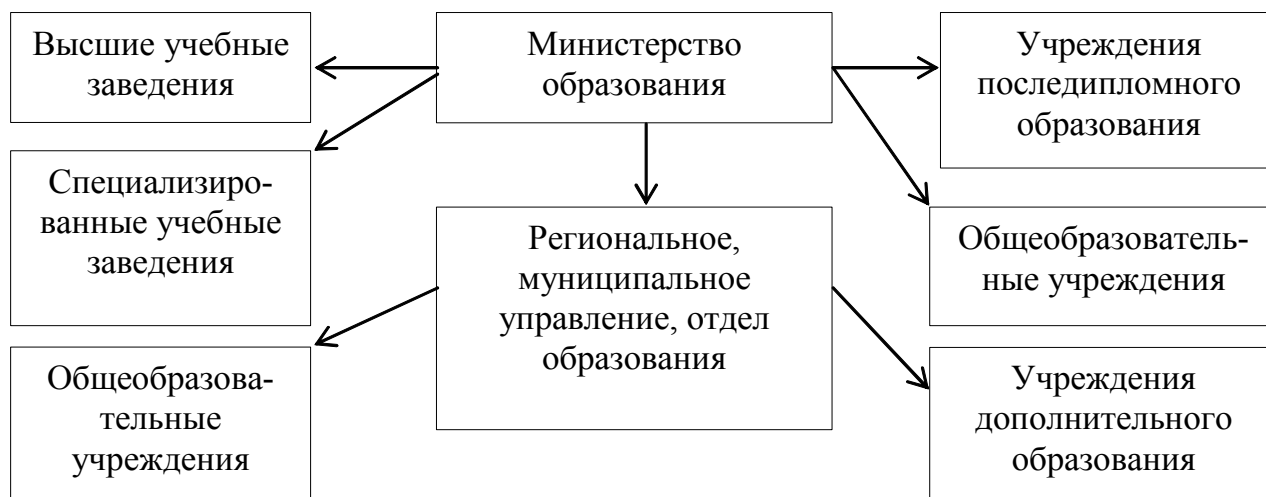 Высшие учебные
заведения
Министерство
образования
Учреждения
последипломного
образования
Специализиро-
ванные учебные
заведения
Региональное,
муниципальное
управление, отдел
образования
Общеобразователь-
ные учреждения
Общеобразова-
тельные
учреждения
Учреждения
дополнительного
образования